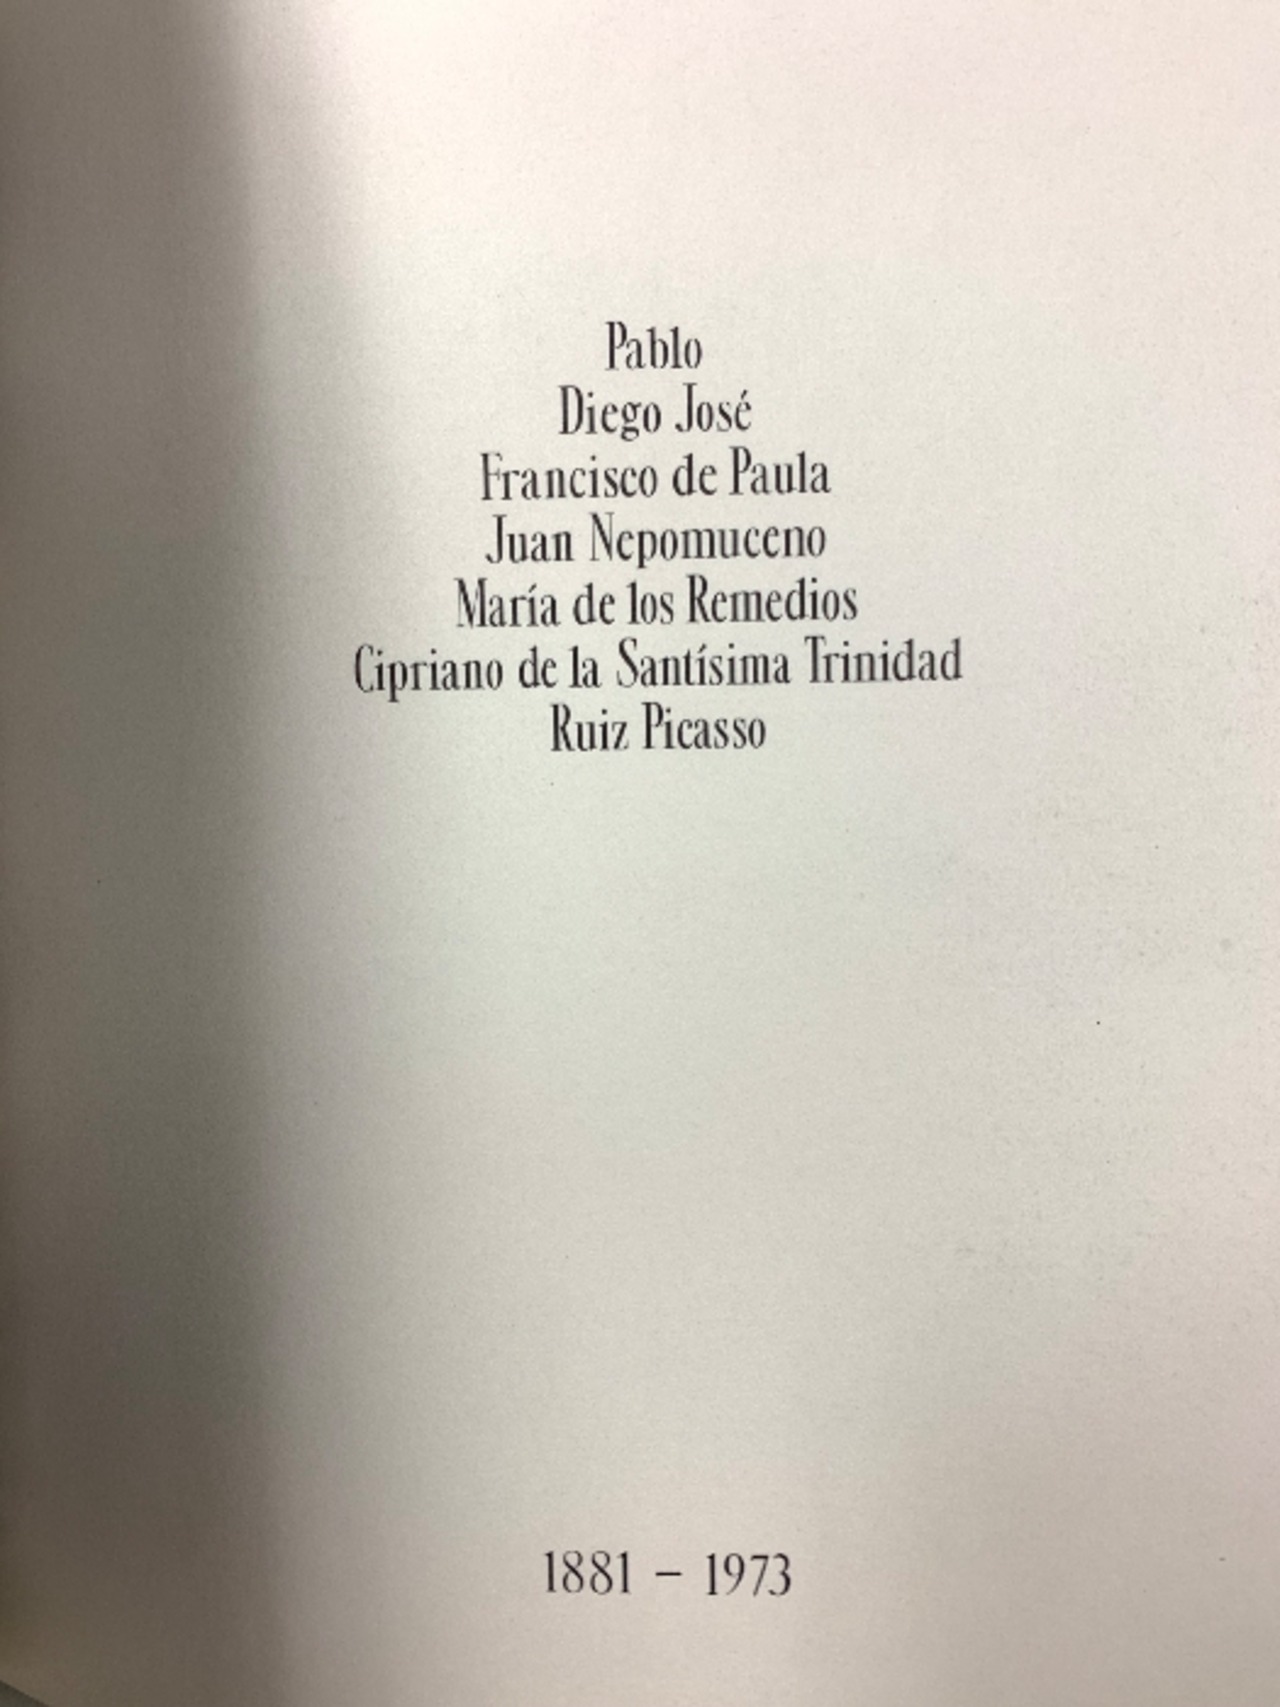 Pablo
Diego José
Francisco de Paula
Juan Nepomuceno
María de los Remedios
Cipriano de la Santísima Trinidad
Ruiz Picasso
1881 – 1973